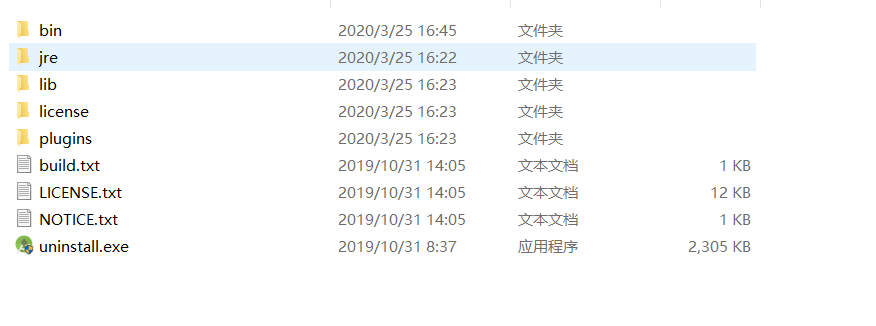 bin 2020/3/25 16:45 文件夹
jre 2020/3/25 16:22 文件夹
lib 2020/3/25 16:23 文件夹
license 2020/3/25 16:23 文件夹
plugins 2020/3/25 16:23 文件夹
build.txt 2019/10/31 14:05 文本文档 1 KB
LICENSE.txt 2019/10/31 14:05 文本文档 12 KB
NOTICE.txt 2019/10/31 14:05 文本文档 1 KB
uninstall.exe 2019/10/31 8:37 应用程序 2,305 KB